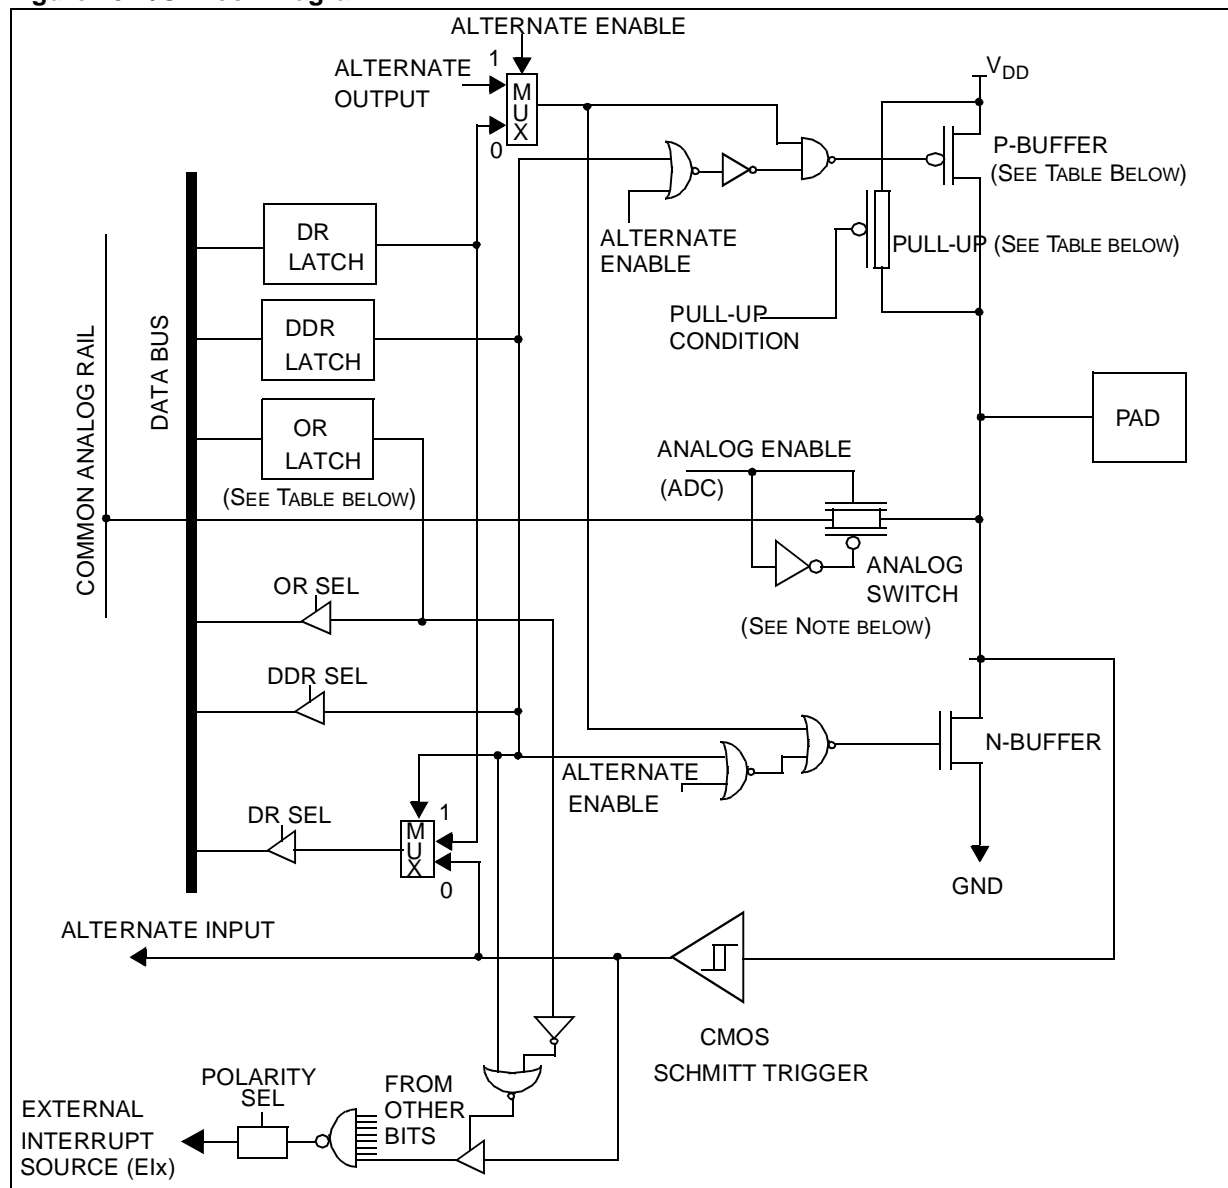 ALTERNATE ENABLE
1
ALTERNATE
OUTPUT
MUX
0
VDD
P-BUFFER
(SEE TABLE BELOW)
ALTERNATE
ENABLE
PULL-UP (SEE TABLE BELOW)
PULL-UP
CONDITION
DR
LATCH
DDR
LATCH
OR
LATCH
(SEE TABLE BELOW)
COMMON ANALOG RAIL
DATA BUS
PAD
ANALOG ENABLE
(ADC)
ANALOG
SWITCH
(SEE NOTE BELOW)
OR SEL
DDR SEL
DR SEL
MUX
1
0
ALTERNATE
ENABLE
N-BUFFER
GND
ALTERNATE INPUT
CMOS
SCHMITT TRIGGER
POLARITY
SEL
FROM
OTHER
BITS
EXTERNAL
INTERRUPT
SOURCE (EIx)